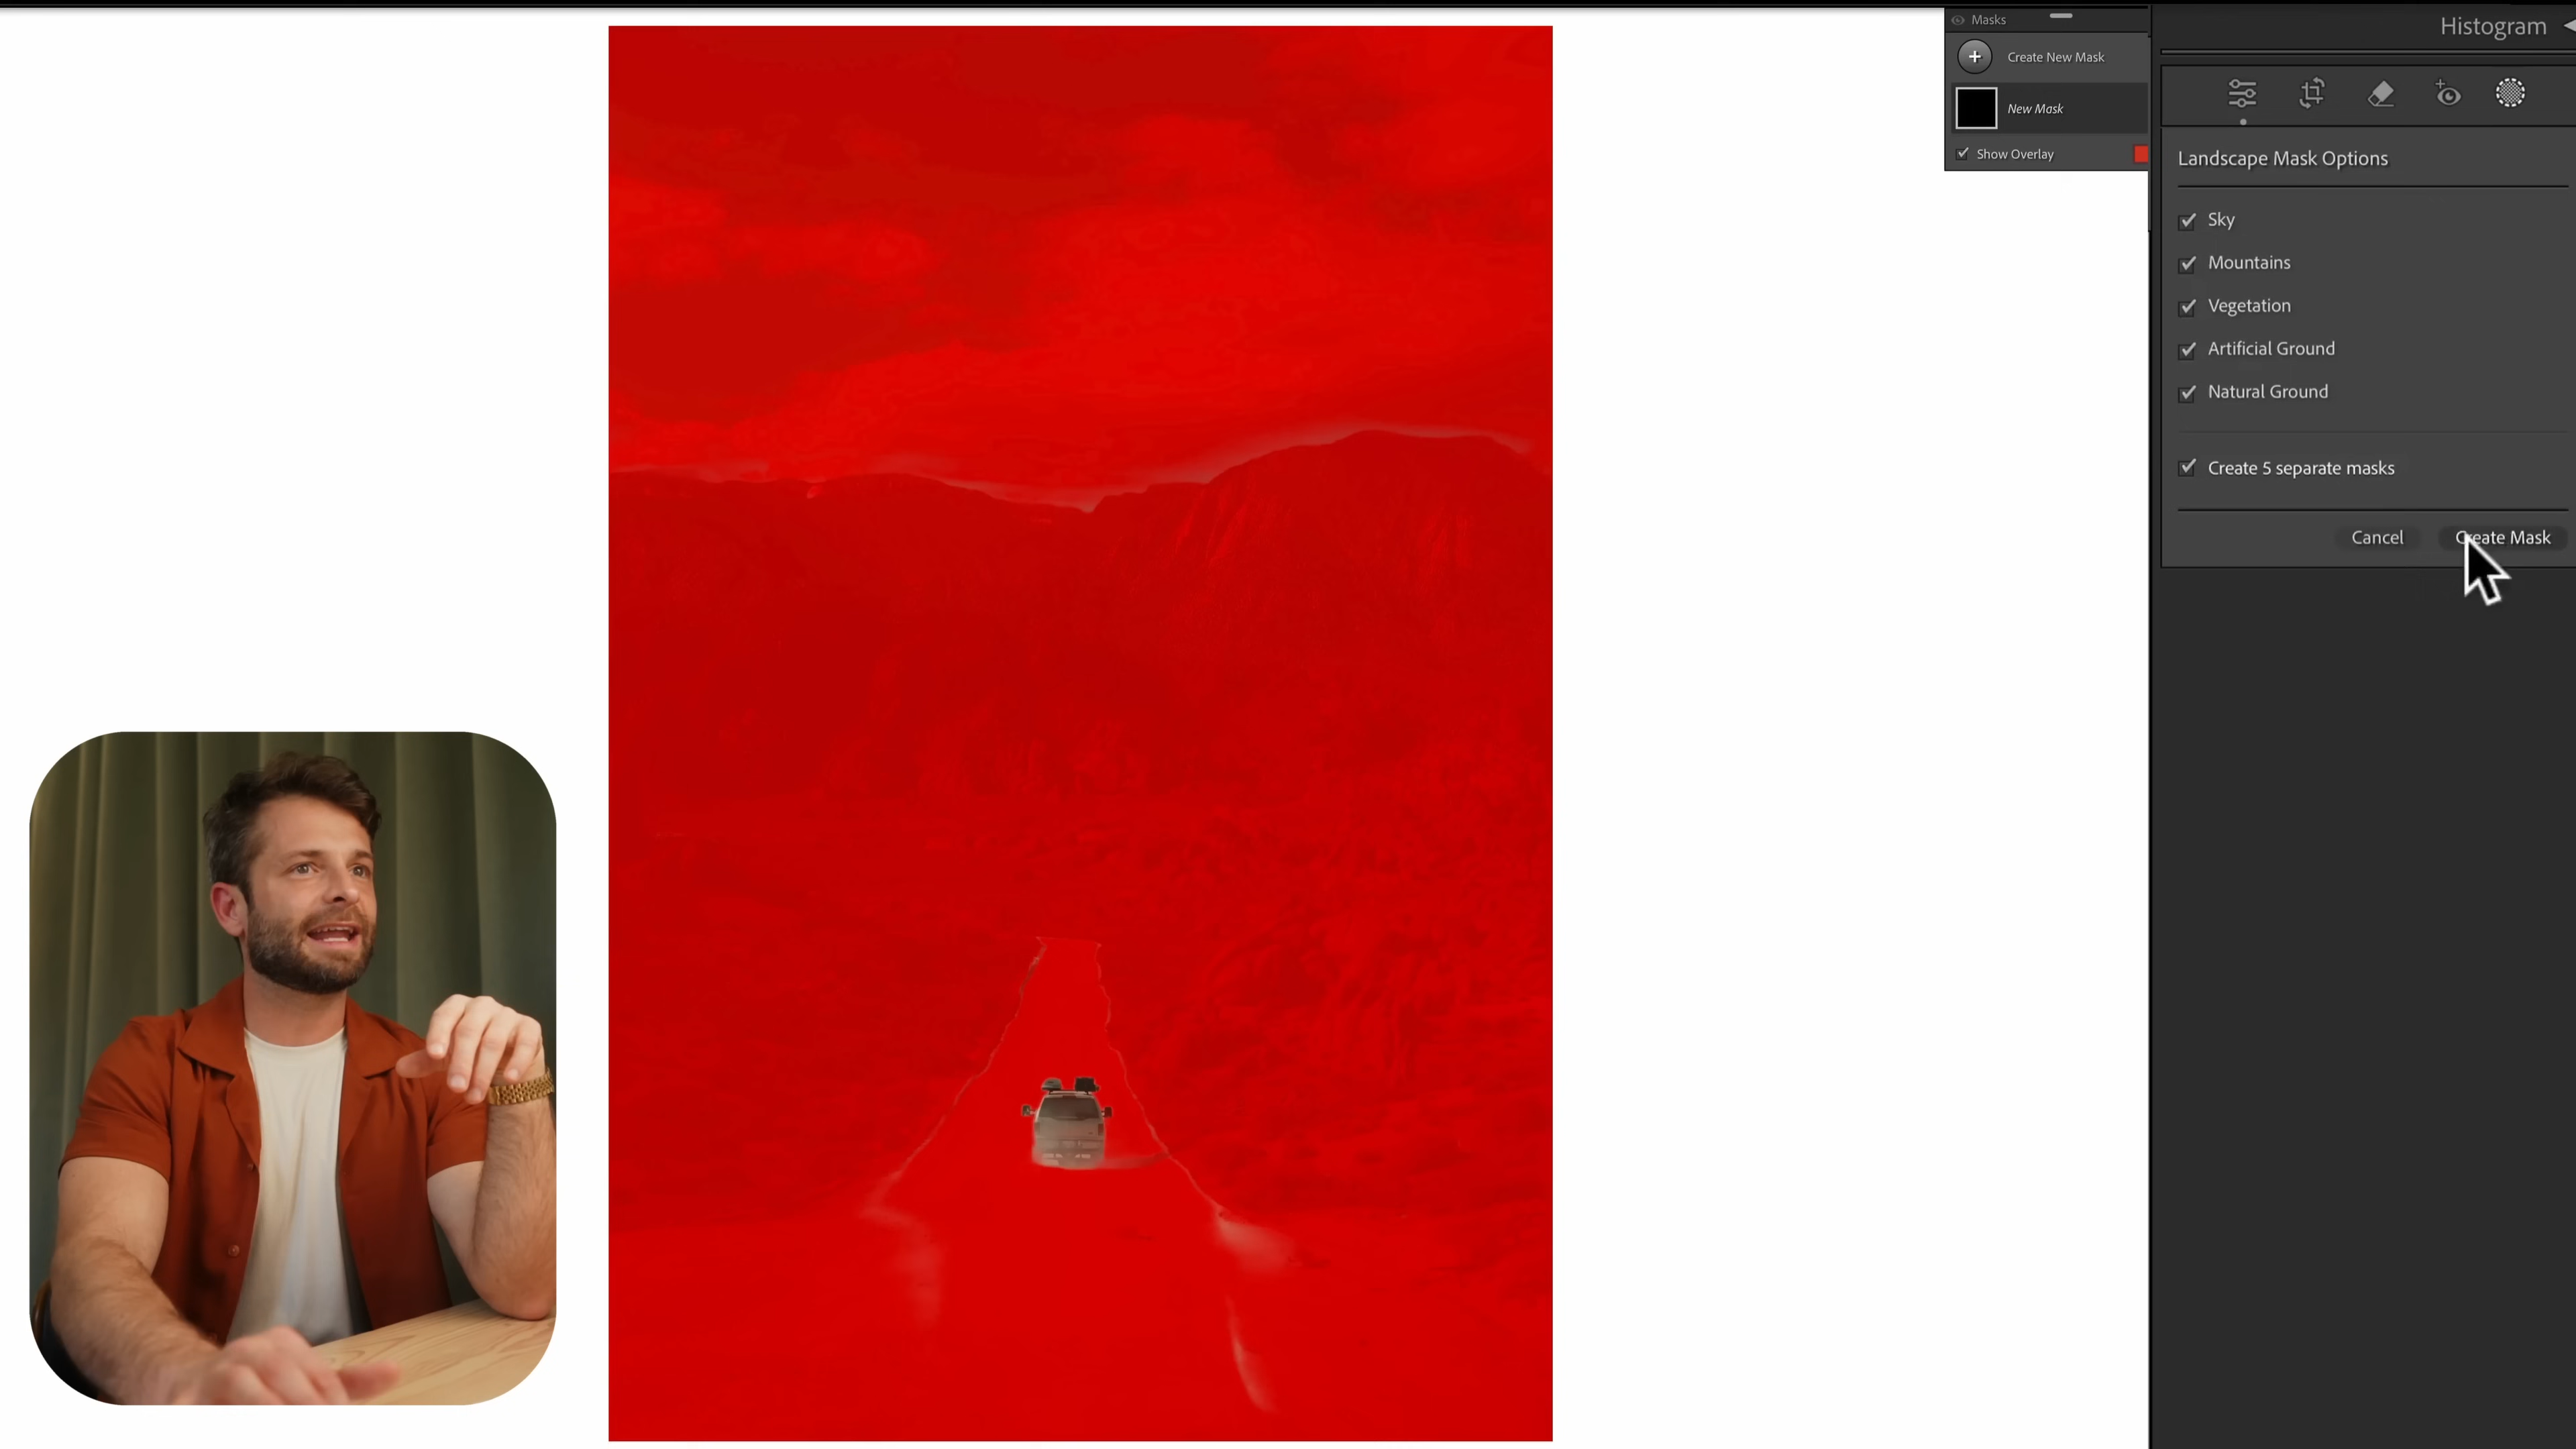 Masks
Create New Mask
New Mask
Show Overlay
Histogram
Landscape Mask Options
Sky
Mountains
Vegetation
Artificial Ground
Natural Ground
Create 5 separate masks
Cancel
Create Mask